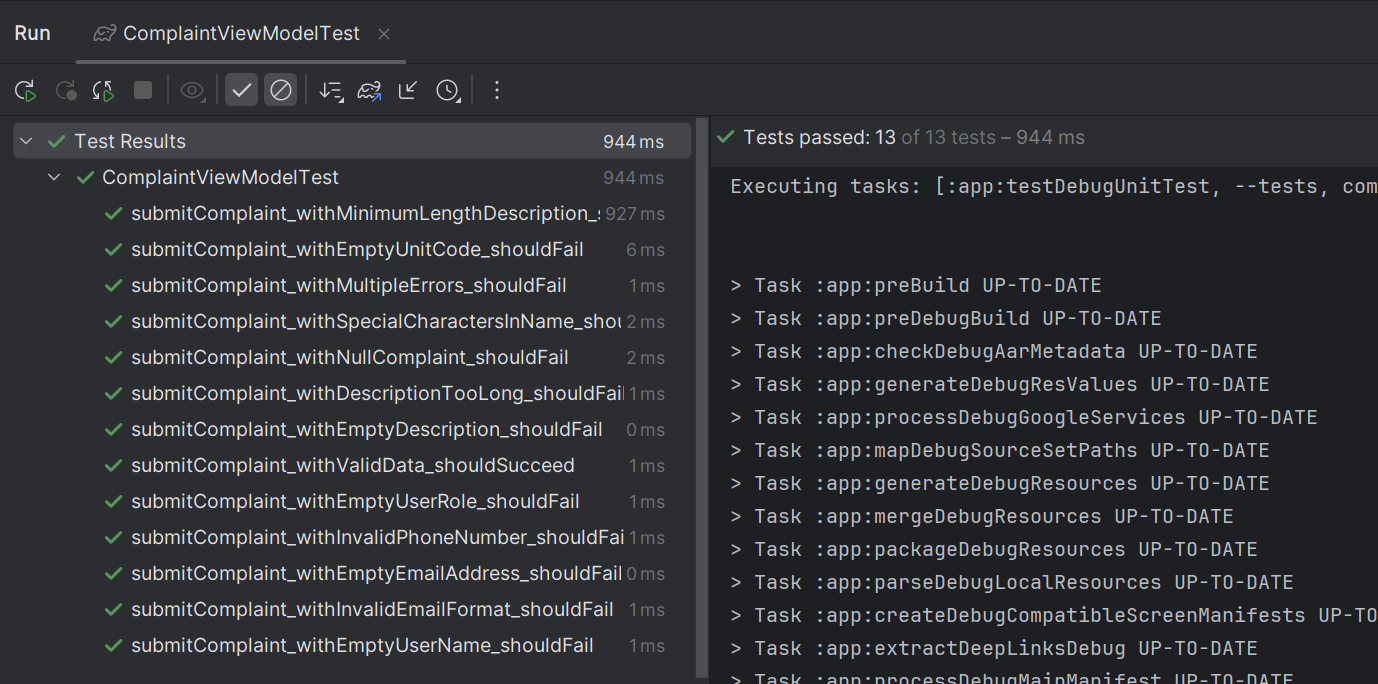 Run ComplaintViewModelTest
Test Results 944 ms
ComplaintViewModelTest 944 ms
submitComplaint_withMinimumLengthDescription_ 927 ms
submitComplaint_withEmptyUnitCode_shouldFail 6 ms
submitComplaint_withMultipleErrors_shouldFail 1 ms
submitComplaint_withSpecialCharactersInName_shou 2 ms
submitComplaint_withNullComplaint_shouldFail 2 ms
submitComplaint_withDescriptionTooLong_shouldFail 1 ms
submitComplaint_withEmptyDescription_shouldFail 0 ms
submitComplaint_withValidData_shouldSucceed 1 ms
submitComplaint_withEmptyUserRole_shouldFail 1 ms
submitComplaint_withInvalidPhoneNumber_shouldFai 1 ms
submitComplaint_withEmptyEmailAddress_shouldFail 0 ms
submitComplaint_withInvalidEmailFormat_shouldFail 1 ms
submitComplaint_withEmptyUserName_shouldFail 1 ms
Tests passed: 13 of 13 tests – 944 ms
Executing tasks: [:app:testDebugUnitTest, --tests, com
> Task :app:preBuild UP-TO-DATE
> Task :app:preDebugBuild UP-TO-DATE
> Task :app:checkDebugAarMetadata UP-TO-DATE
> Task :app:generateDebugResValues UP-TO-DATE
> Task :app:processDebugGoogleServices UP-TO-DATE
> Task :app:mapDebugSourceSetPaths UP-TO-DATE
> Task :app:generateDebugResources UP-TO-DATE
> Task :app:mergeDebugResources UP-TO-DATE
> Task :app:packageDebugResources UP-TO-DATE
> Task :app:parseDebugLocalResources UP-TO-DATE
> Task :app:createDebugCompatibleScreenManifests UP-TO
> Task :app:extractDeepLinksDebug UP-TO-DATE
> Task :app:processDebugMainManifest UP-TO-DATE